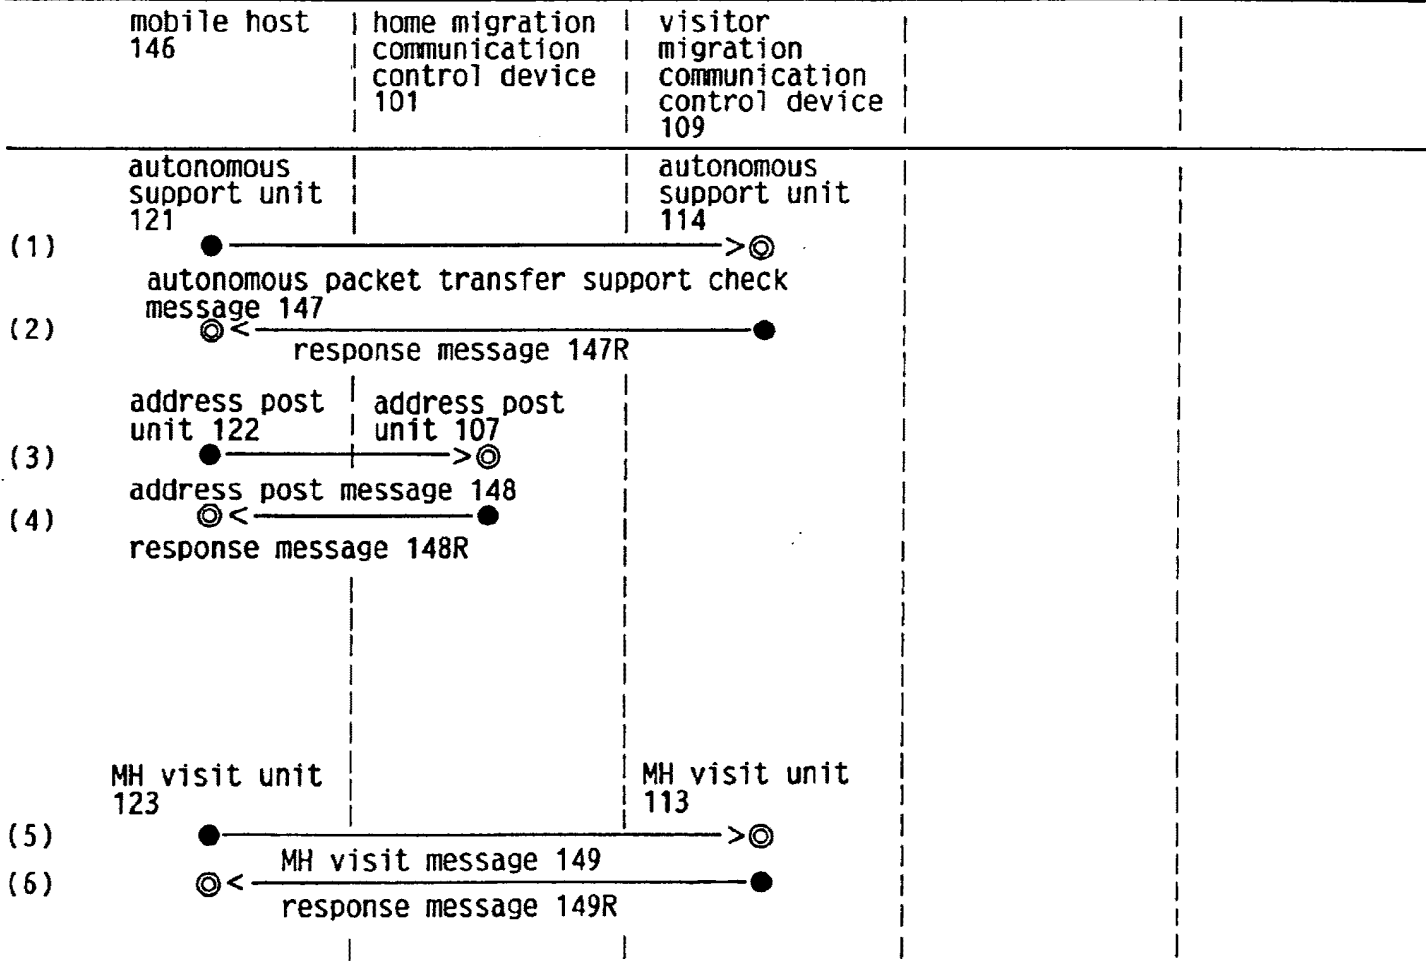 mobile host
146
home migration
communication
control device
101
visitor
migration
communication
control device
109
autonomous
support unit
121
autonomous
support unit
114
(1)
autonomous packet transfer support check
message 147
(2)
response message 147R
address post
unit 122
address post
unit 107
(3)
address post message 148
(4)
response message 148R
MH visit unit
123
MH visit unit
113
(5)
MH visit message 149
(6)
response message 149R